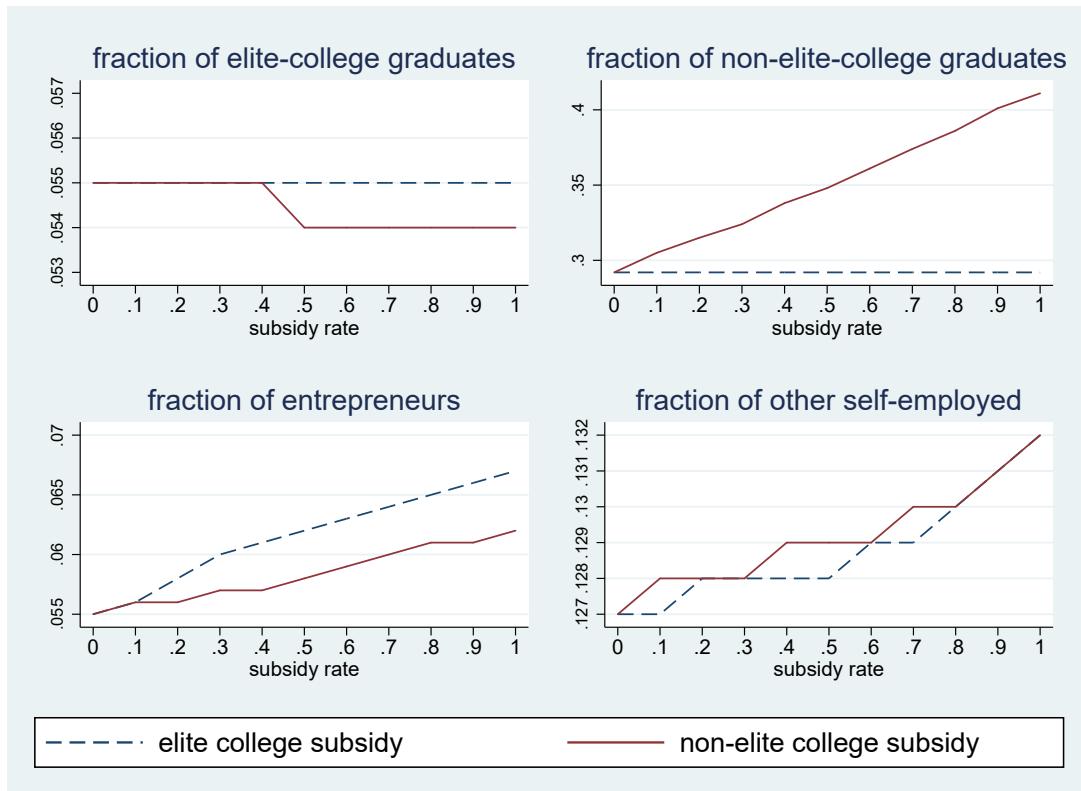 fraction of elite-college graduates
.057
.056
.055
.054
.053
0 .1 .2 .3 .4 .5 .6 .7 .8 .9 1
subsidy rate
fraction of non-elite-college graduates
.4
.35
.3
0 .1 .2 .3 .4 .5 .6 .7 .8 .9 1
subsidy rate
fraction of entrepreneurs
.07
.065
.06
.055
0 .1 .2 .3 .4 .5 .6 .7 .8 .9 1
subsidy rate
fraction of other self-employed
.132
.131
.13
.129
.128
.127
0 .1 .2 .3 .4 .5 .6 .7 .8 .9 1
subsidy rate
elite college subsidy
non-elite college subsidy